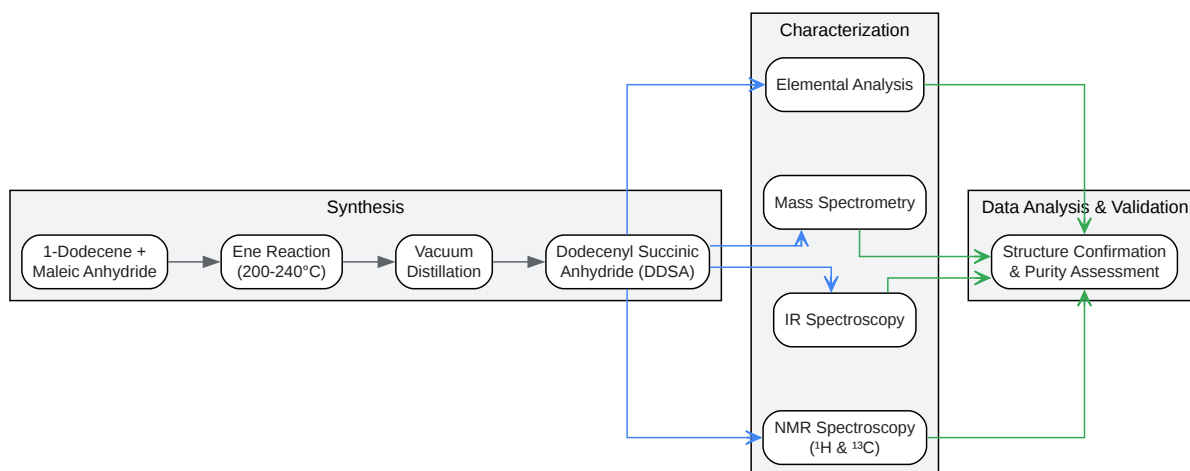 Characterization
Elemental Analysis
Mass Spectrometry
Synthesis
Data Analysis & Validation
1-Dodecene +
Maleic Anhydride
Ene Reaction
(200-240°C)
Vacuum
Distillation
Dodecenyl Succinic
Anhydride (DDSA)
Structure Confirmation
& Purity Assessment
IR Spectroscopy
NMR Spectroscopy
(¹H & ¹³C)